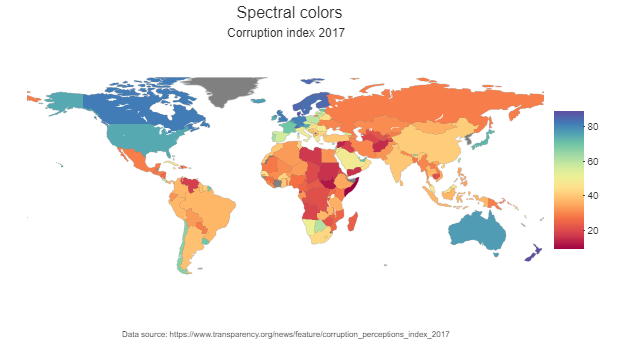 Spectral colors
Corruption index 2017
80
60
40
20
Data source: https://www.transparency.org/news/feature/corruption_perceptions_index_2017